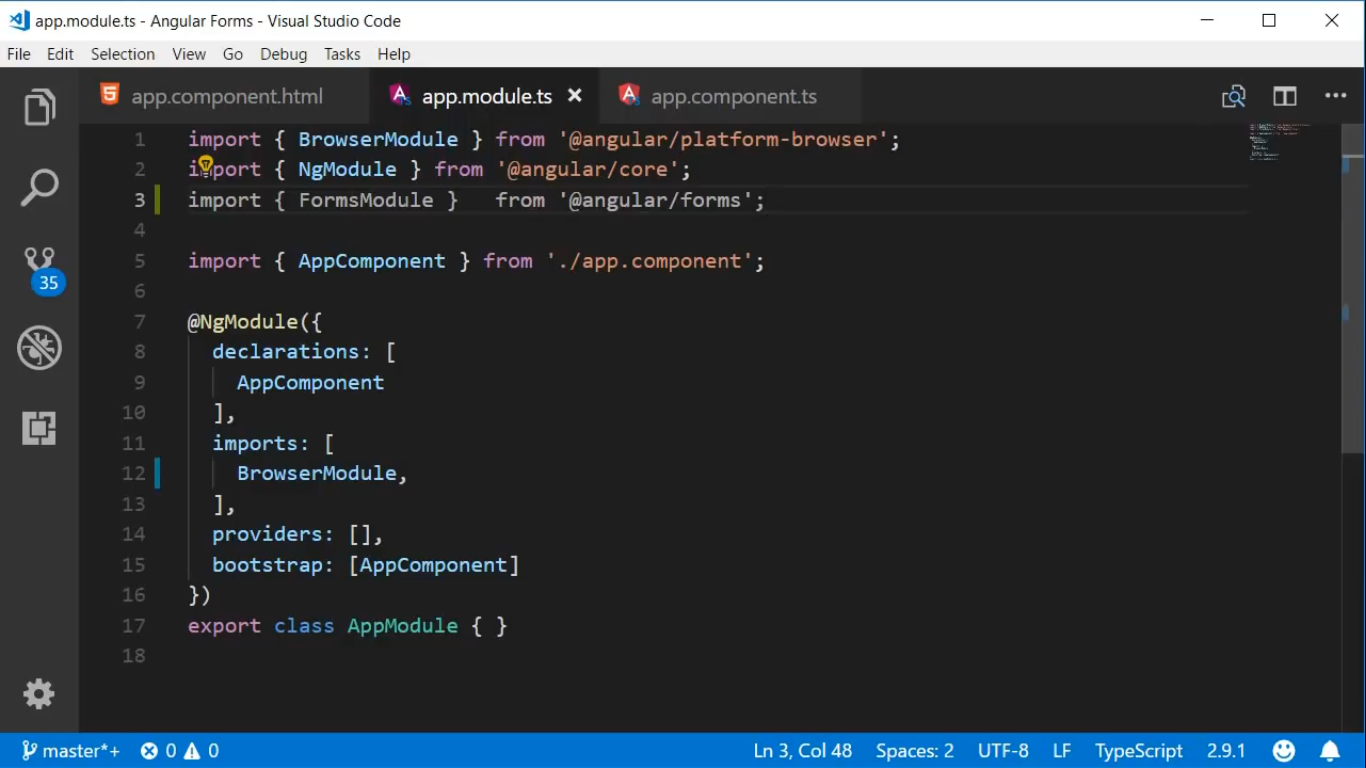 app.module.ts - Angular Forms - Visual Studio Code
File Edit Selection View Go Debug Tasks Help
app.component.html app.module.ts app.component.ts
1 import { BrowserModule } from '@angular/platform-browser';
2 import { NgModule } from '@angular/core';
3 import { FormsModule }   from '@angular/forms';
4
5 import { AppComponent } from './app.component';
6
7 @NgModule({
8   declarations: [
9     AppComponent
10   ],
11   imports: [
12     BrowserModule,
13   ],
14   providers: [],
15   bootstrap: [AppComponent]
16 })
17 export class AppModule { }
18
35
master*+ 0 0 Ln 3, Col 48 Spaces: 2 UTF-8 LF TypeScript 2.9.1